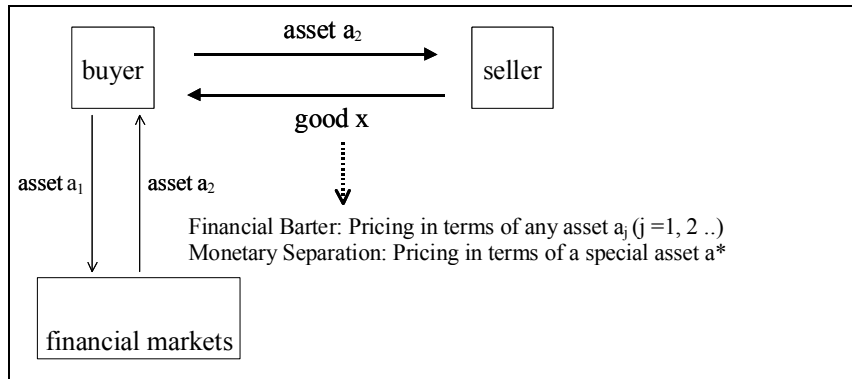 asset a₂
buyer
seller
good x
asset a₁
asset a₂
Financial Barter: Pricing in terms of any asset aⱼ (j =1, 2 ..)
Monetary Separation: Pricing in terms of a special asset a*
financial markets